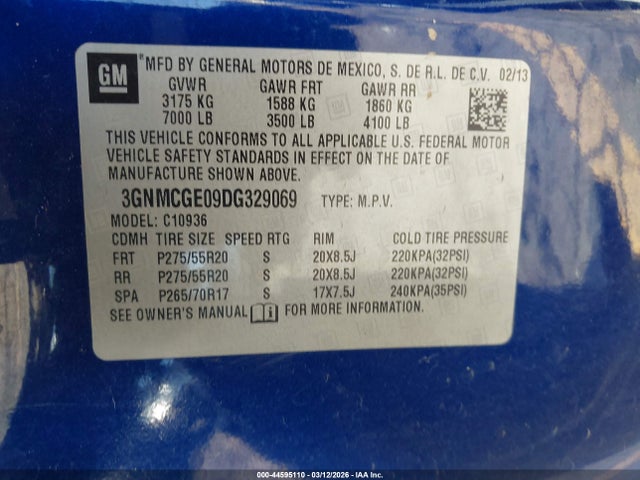 GM
*MFD BY GENERAL MOTORS DE MEXICO, S. DE R.L. DE C.V. 02/13
GVWR GAWR FRT GAWR RR
3175 KG 1588 KG 1860 KG
7000 LB 3500 LB 4100 LB
THIS VEHICLE CONFORMS TO ALL APPLICABLE U.S. FEDERAL MOTOR
VEHICLE SAFETY STANDARDS IN EFFECT ON THE DATE OF
MANUFACTURE SHOWN ABOVE.
3GNMCGE09DG329069 TYPE: M.P.V.
MODEL: C10936
CDMH TIRE SIZE SPEED RTG RIM COLD TIRE PRESSURE
FRT P275/55R20 S 20X8.5J 220KPA(32PSI)
RR P275/55R20 S 20X8.5J 220KPA(32PSI)
SPA P265/70R17 S 17X7.5J 240KPA(35PSI)
SEE OWNER'S MANUAL FOR MORE INFORMATION.
000-44595110 - 03/12/2026 - IAAI.COM